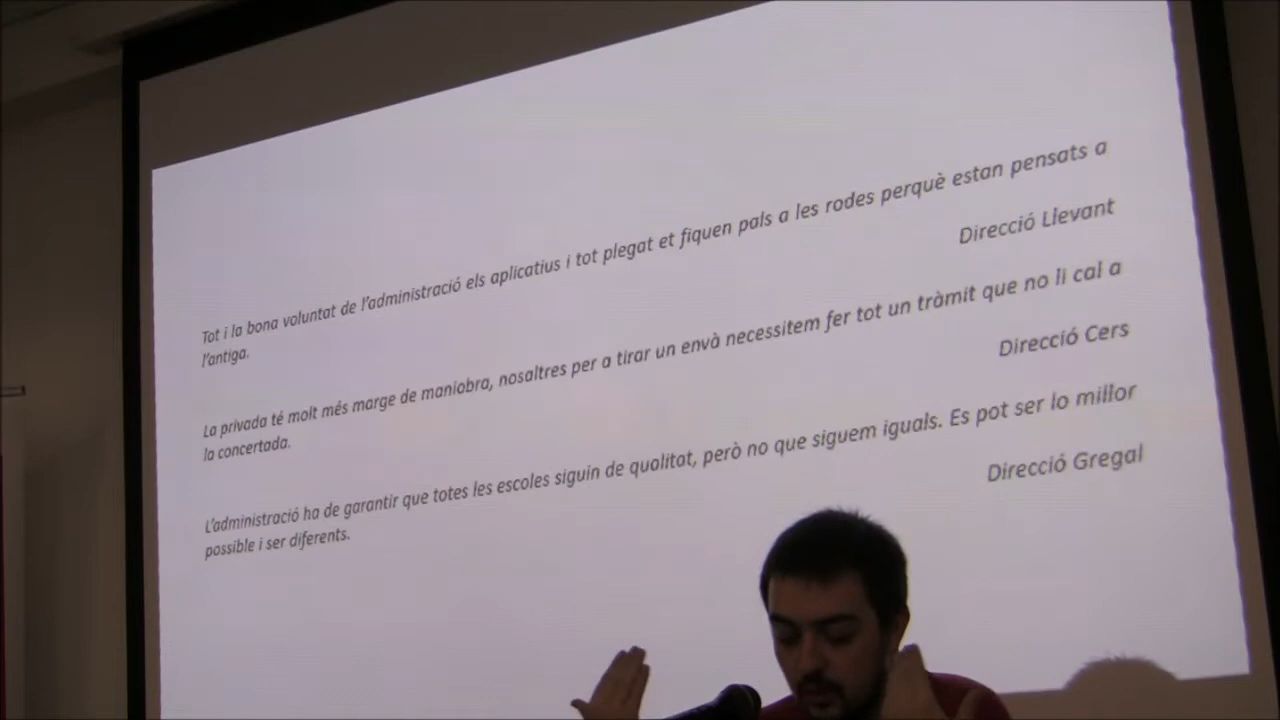 Tot i la bona voluntat de l'administració els aplicatius i tot plegat et fiquen pals a les rodes perquè estan pensats a
l'antiga.
Direcció Llevant
La privada té molt més marge de maniobra, nosaltres per a tirar un envà necessitem fer tot un tràmit que no li cal a
la concertada.
Direcció Cers
L'administració ha de garantir que totes les escoles siguin de qualitat, però no que siguem iguals. Es pot ser lo millor
possible i ser diferents.
Direcció Gregal